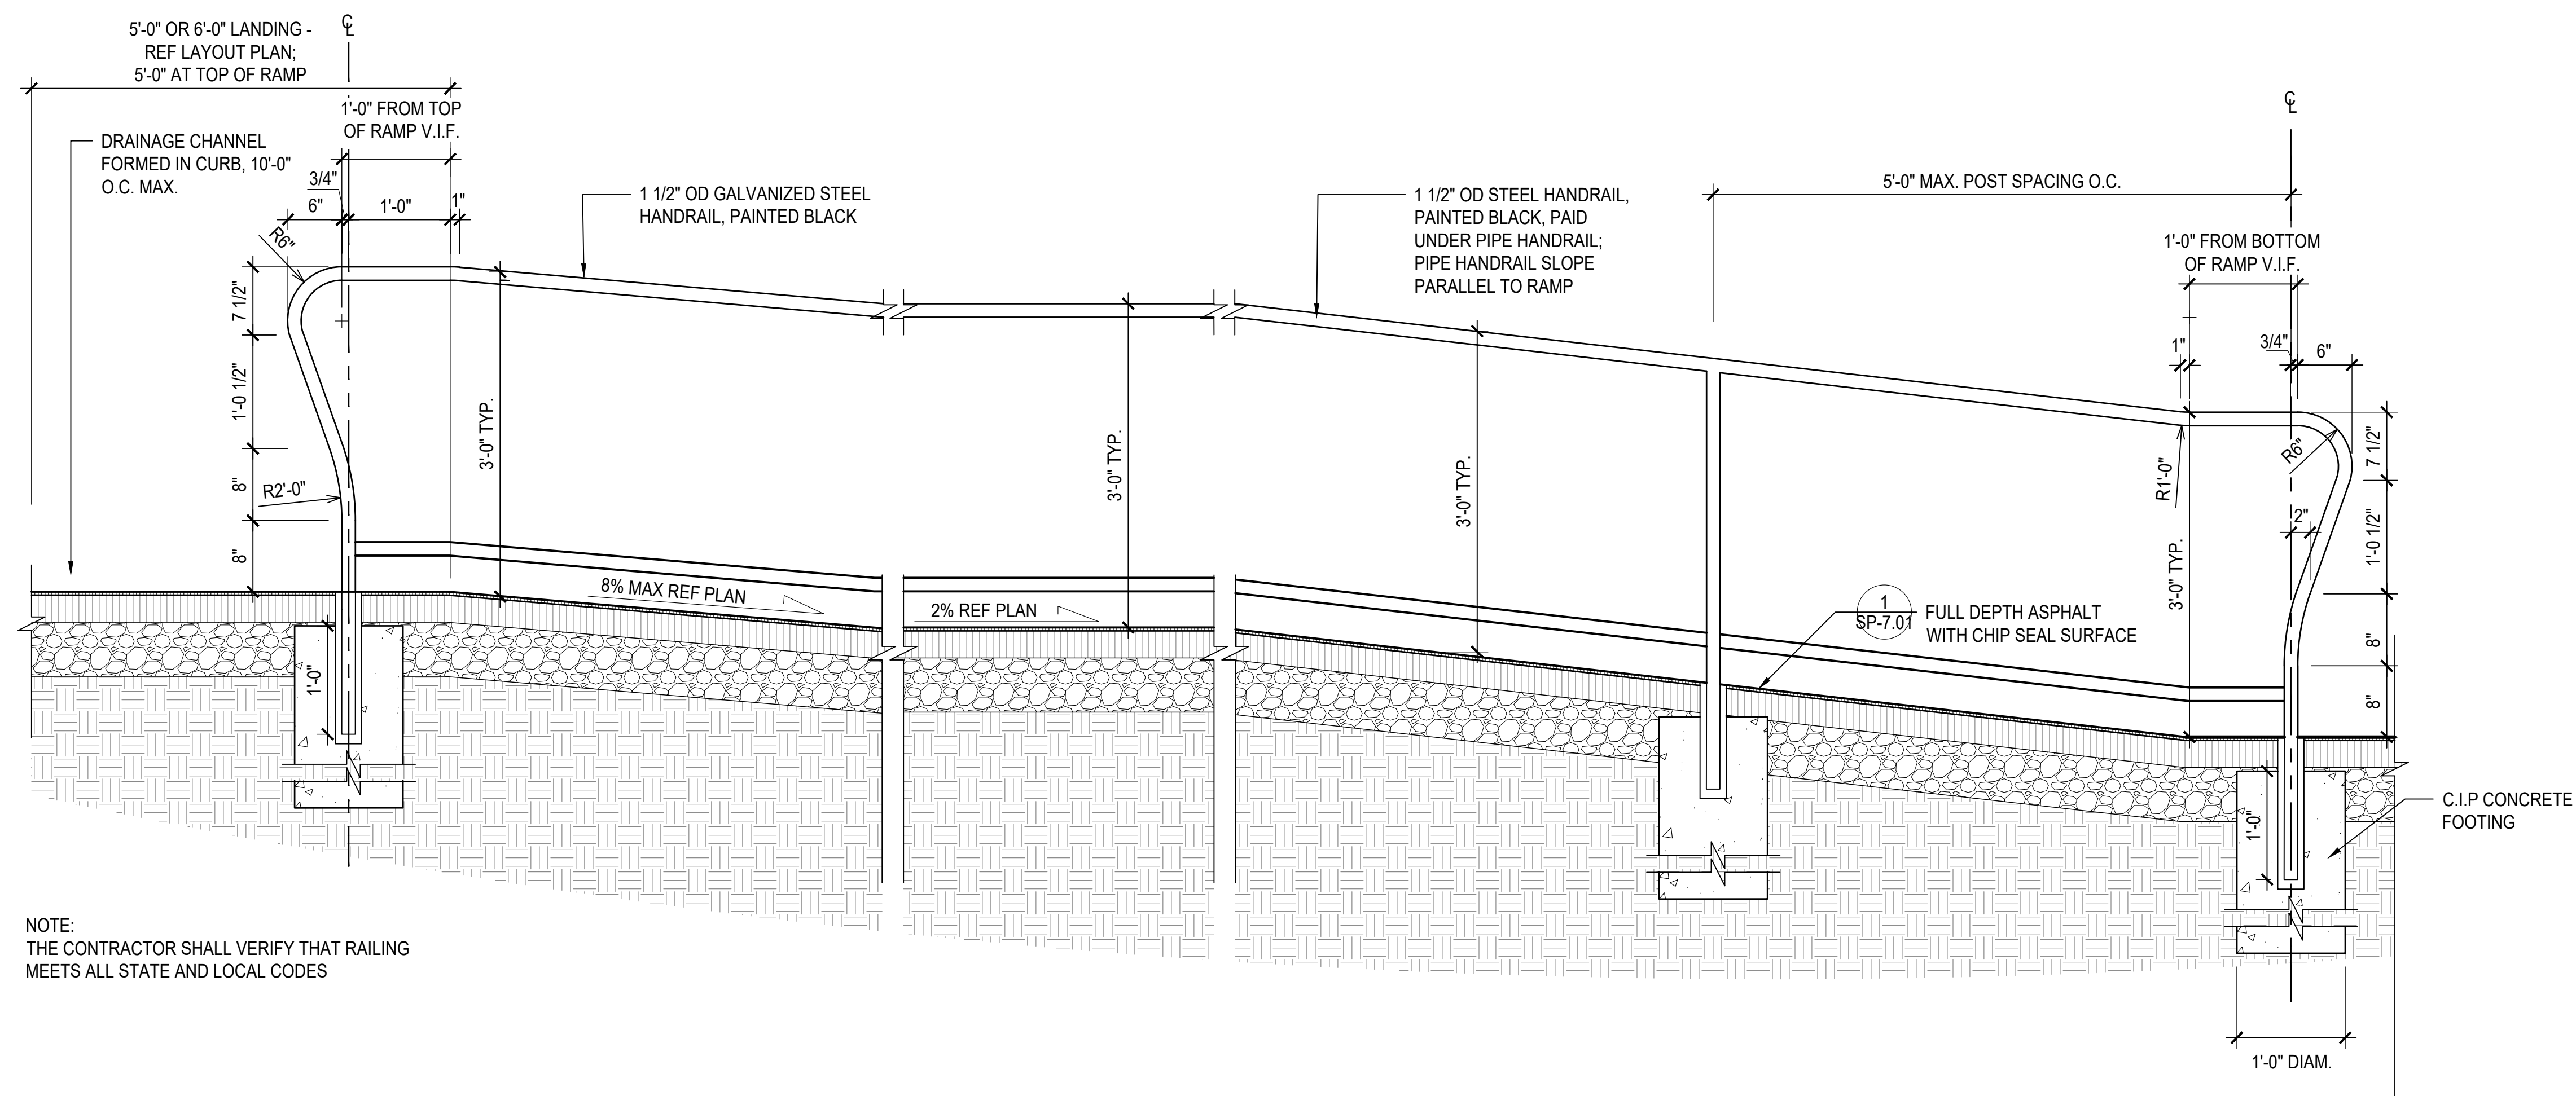 5'-0" OR 6'-0" LANDING -
REF LAYOUT PLAN;
5'-0" AT TOP OF RAMP
℄
1'-0" FROM TOP
OF RAMP V.I.F.
DRAINAGE CHANNEL
FORMED IN CURB, 10'-0"
O.C. MAX.
3/4"
6"
1'-0"
1"
R6"
1 1/2" OD GALVANIZED STEEL
HANDRAIL, PAINTED BLACK
1 1/2" OD STEEL HANDRAIL,
PAINTED BLACK, PAID
UNDER PIPE HANDRAIL;
PIPE HANDRAIL SLOPE
PARALLEL TO RAMP
℄
5'-0" MAX. POST SPACING O.C.
1'-0" FROM BOTTOM
OF RAMP V.I.F.
1"
3/4"
6"
7 1/2"
1'-0 1/2"
8"
8"
R2'-0"
3'-0" TYP.
3'-0" TYP.
3'-0" TYP.
3'-0" TYP.
R1'-0"
R6"
2"
7 1/2"
1'-0 1/2"
8"
8"
8% MAX REF PLAN
2% REF PLAN
1
SP-7.01
FULL DEPTH ASPHALT
WITH CHIP SEAL SURFACE
1'-0"
1'-0"
C.I.P CONCRETE
FOOTING
1'-0" DIAM.
NOTE:
THE CONTRACTOR SHALL VERIFY THAT RAILING
MEETS ALL STATE AND LOCAL CODES